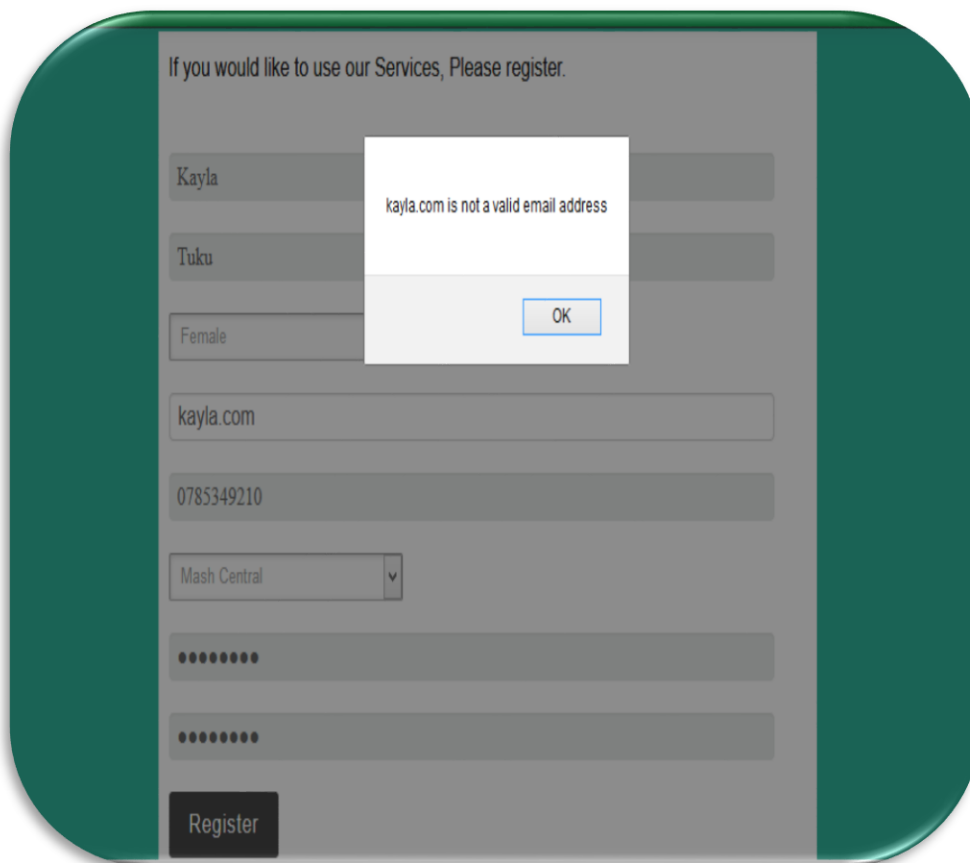 If you would like to use our Services, Please register.
Kayla
kayla.com is not a valid email address
Tuku
OK
Female
kayla.com
0785349210
Mash Central
●●●●●●●●
●●●●●●●●
Register